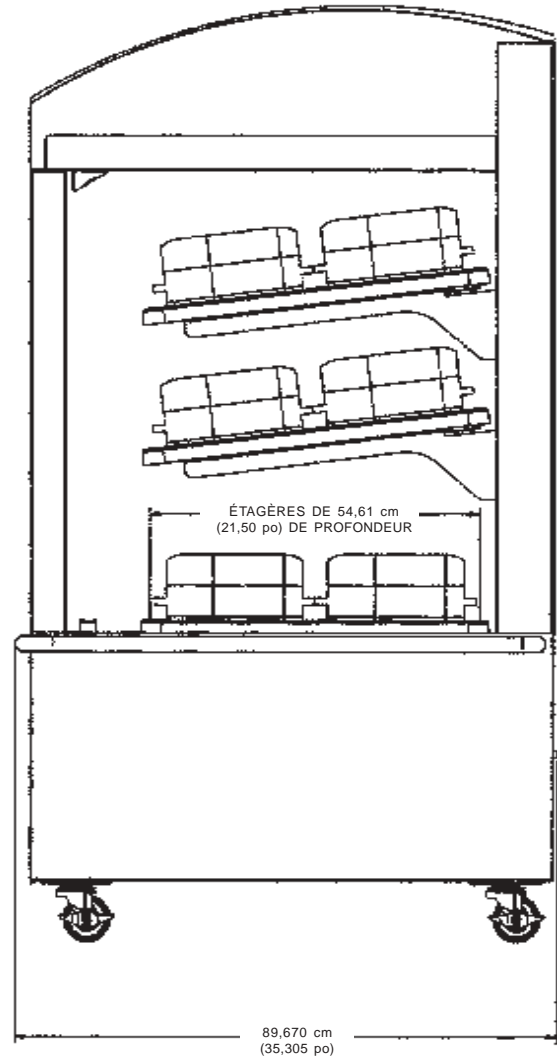 ÉTAGÈRES DE 54,61 cm
(21,50 po) DE PROFONDEUR
89,670 cm
(35,305 po)